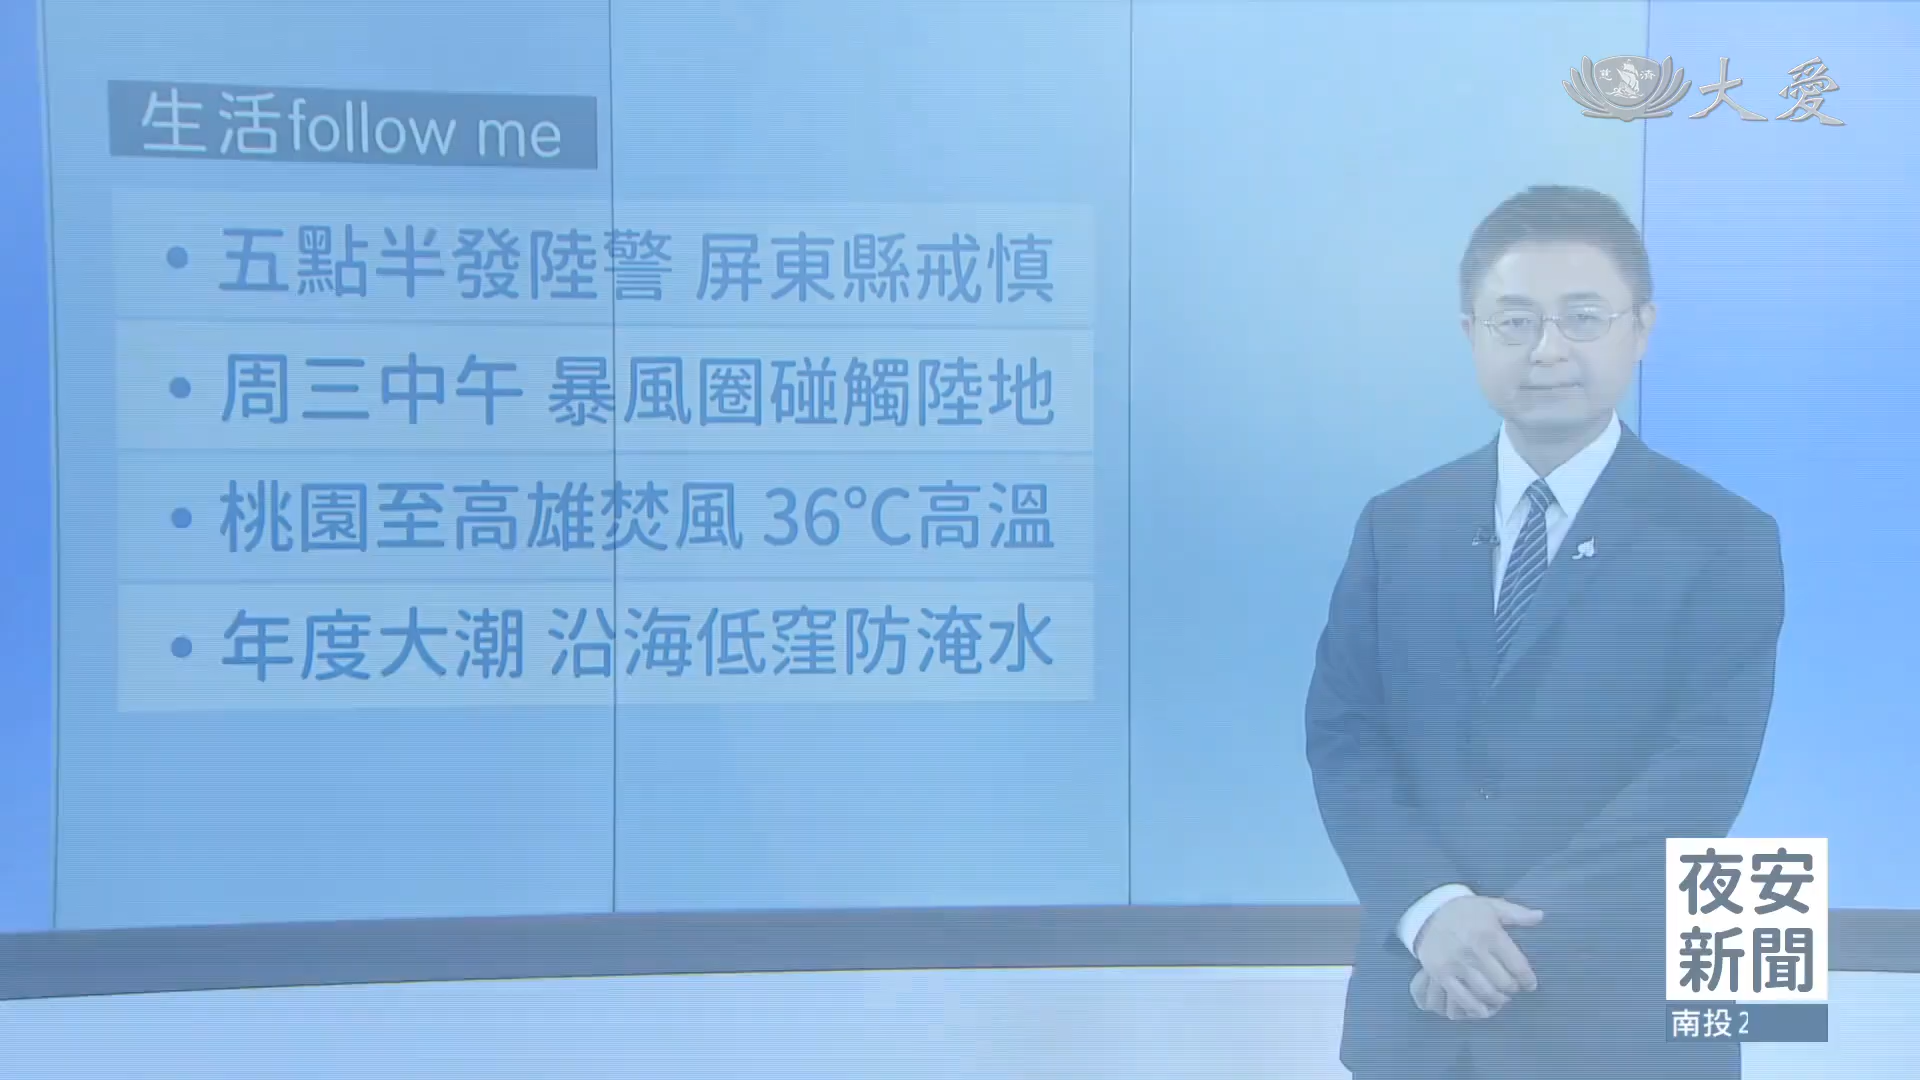 慈濟
大愛
生活follow me
• 五點半發陸警 屏東縣戒慎
• 周三中午 暴風圈碰觸陸地
• 桃園至高雄焚風 36°C高溫
• 年度大潮 沿海低窪防淹水
夜安
新聞
南投 2